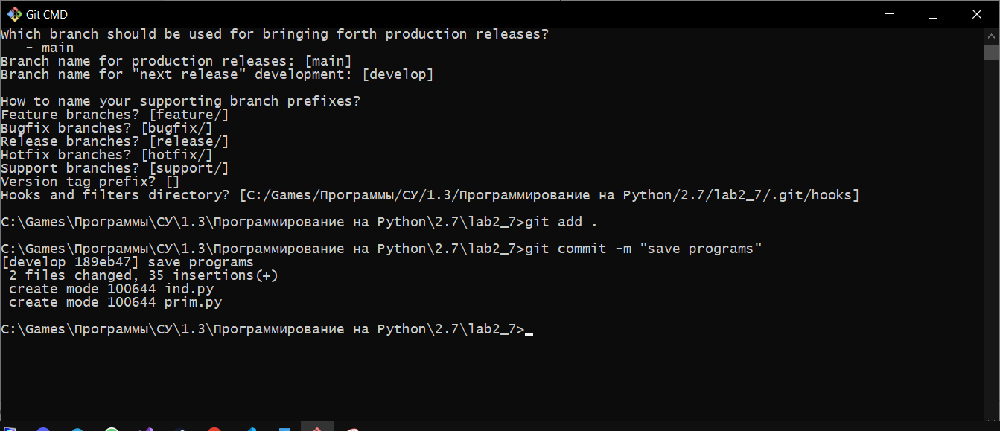 Git CMD
Which branch should be used for bringing forth production releases?
   - main
Branch name for production releases: [main]
Branch name for "next release" development: [develop]
How to name your supporting branch prefixes?
Feature branches? [feature/]
Bugfix branches? [bugfix/]
Release branches? [release/]
Hotfix branches? [hotfix/]
Support branches? [support/]
Version tag prefix? []
Hooks and filters directory? [C:/Games/Программы/СУ/1.3/Программирование на Python/2.7/lab2_7/.git/hooks]
C:\Games\Программы\СУ\1.3\Программирование на Python\2.7\lab2_7>git add .
C:\Games\Программы\СУ\1.3\Программирование на Python\2.7\lab2_7>git commit -m "save programs"
[develop 189eb47] save programs
 2 files changed, 35 insertions(+)
 create mode 100644 ind.py
 create mode 100644 prim.py
C:\Games\Программы\СУ\1.3\Программирование на Python\2.7\lab2_7>